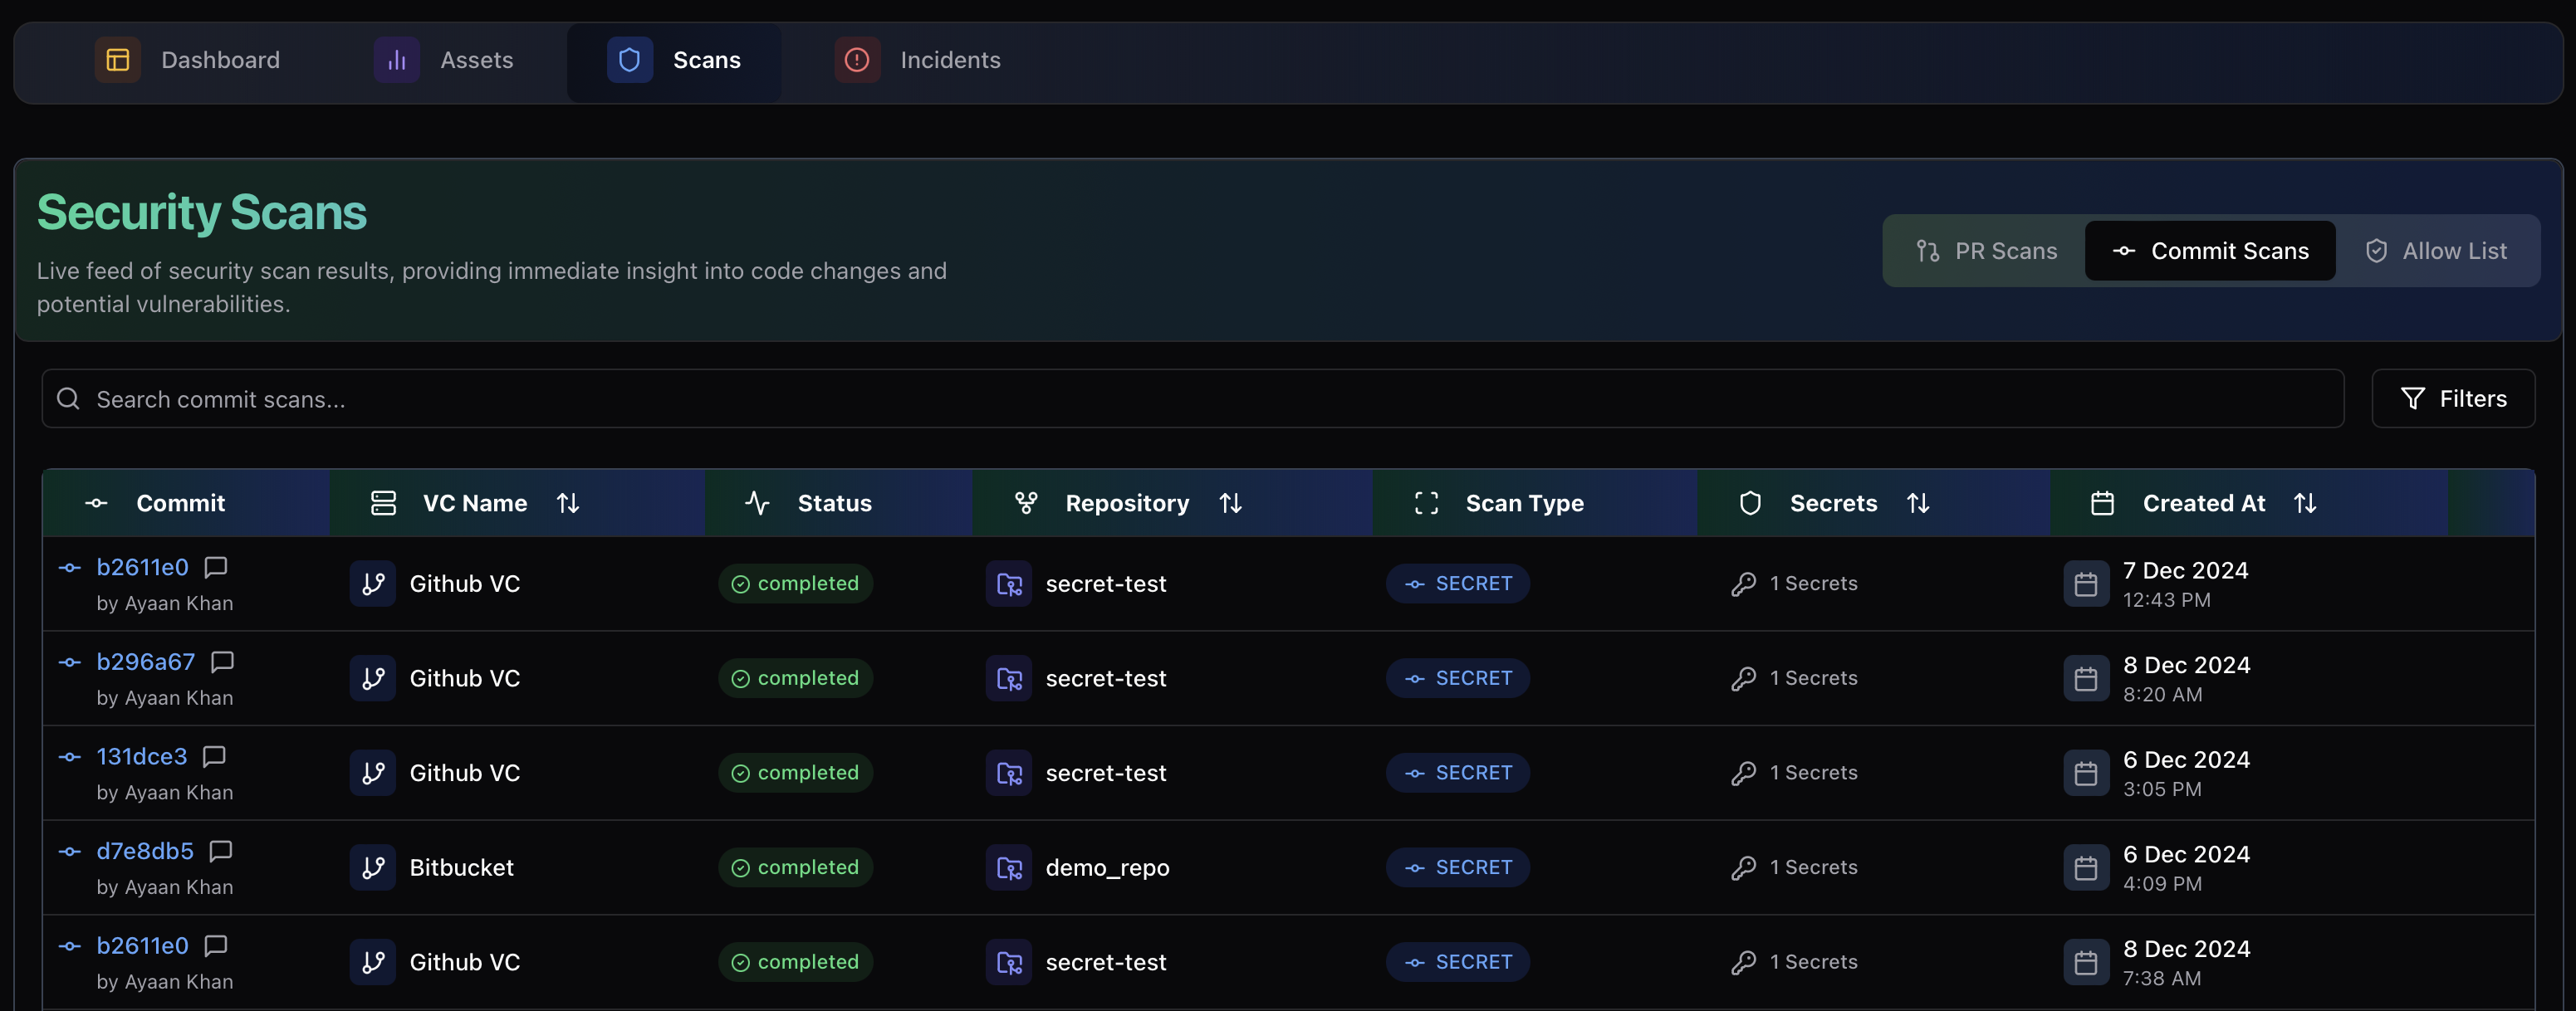 Dashboard Assets Scans Incidents
Security Scans
Live feed of security scan results, providing immediate insight into code changes and
potential vulnerabilities.
PR Scans Commit Scans Allow List
Search commit scans...
Filters
Commit VC Name Status Repository Scan Type Secrets Created At
b2611e0
by Ayaan Khan
Github VC
completed
secret-test
SECRET
1 Secrets
7 Dec 2024
12:43 PM
b296a67
by Ayaan Khan
Github VC
completed
secret-test
SECRET
1 Secrets
8 Dec 2024
8:20 AM
131dce3
by Ayaan Khan
Github VC
completed
secret-test
SECRET
1 Secrets
6 Dec 2024
3:05 PM
d7e8db5
by Ayaan Khan
Bitbucket
completed
demo_repo
SECRET
1 Secrets
6 Dec 2024
4:09 PM
b2611e0
by Ayaan Khan
Github VC
completed
secret-test
SECRET
1 Secrets
8 Dec 2024
7:38 AM